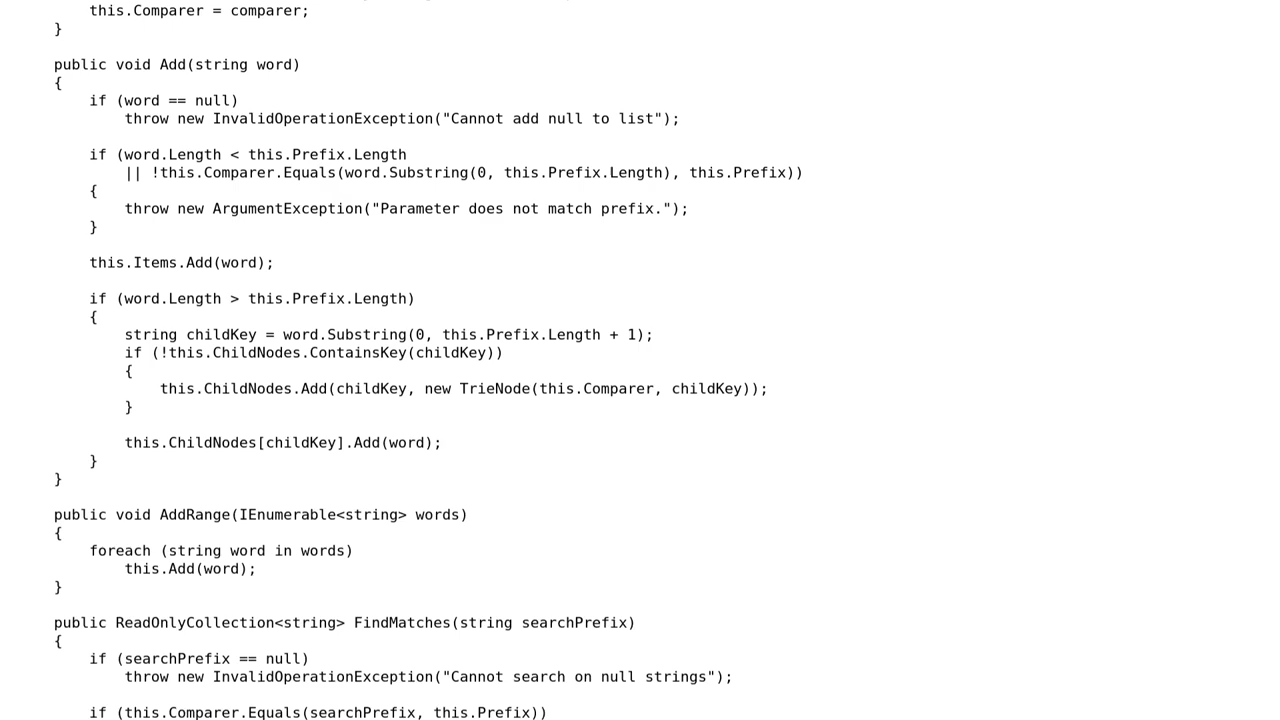 this.Comparer = comparer;
}
public void Add(string word)
{
if (word == null)
throw new InvalidOperationException("Cannot add null to list");
if (word.Length < this.Prefix.Length
|| !this.Comparer.Equals(word.Substring(0, this.Prefix.Length), this.Prefix))
{
throw new ArgumentException("Parameter does not match prefix.");
}
this.Items.Add(word);
if (word.Length > this.Prefix.Length)
{
string childKey = word.Substring(0, this.Prefix.Length + 1);
if (!this.ChildNodes.ContainsKey(childKey))
{
this.ChildNodes.Add(childKey, new TrieNode(this.Comparer, childKey));
}
this.ChildNodes[childKey].Add(word);
}
}
public void AddRange(IEnumerable<string> words)
{
foreach (string word in words)
this.Add(word);
}
public ReadOnlyCollection<string> FindMatches(string searchPrefix)
{
if (searchPrefix == null)
throw new InvalidOperationException("Cannot search on null strings");
if (this.Comparer.Equals(searchPrefix, this.Prefix))